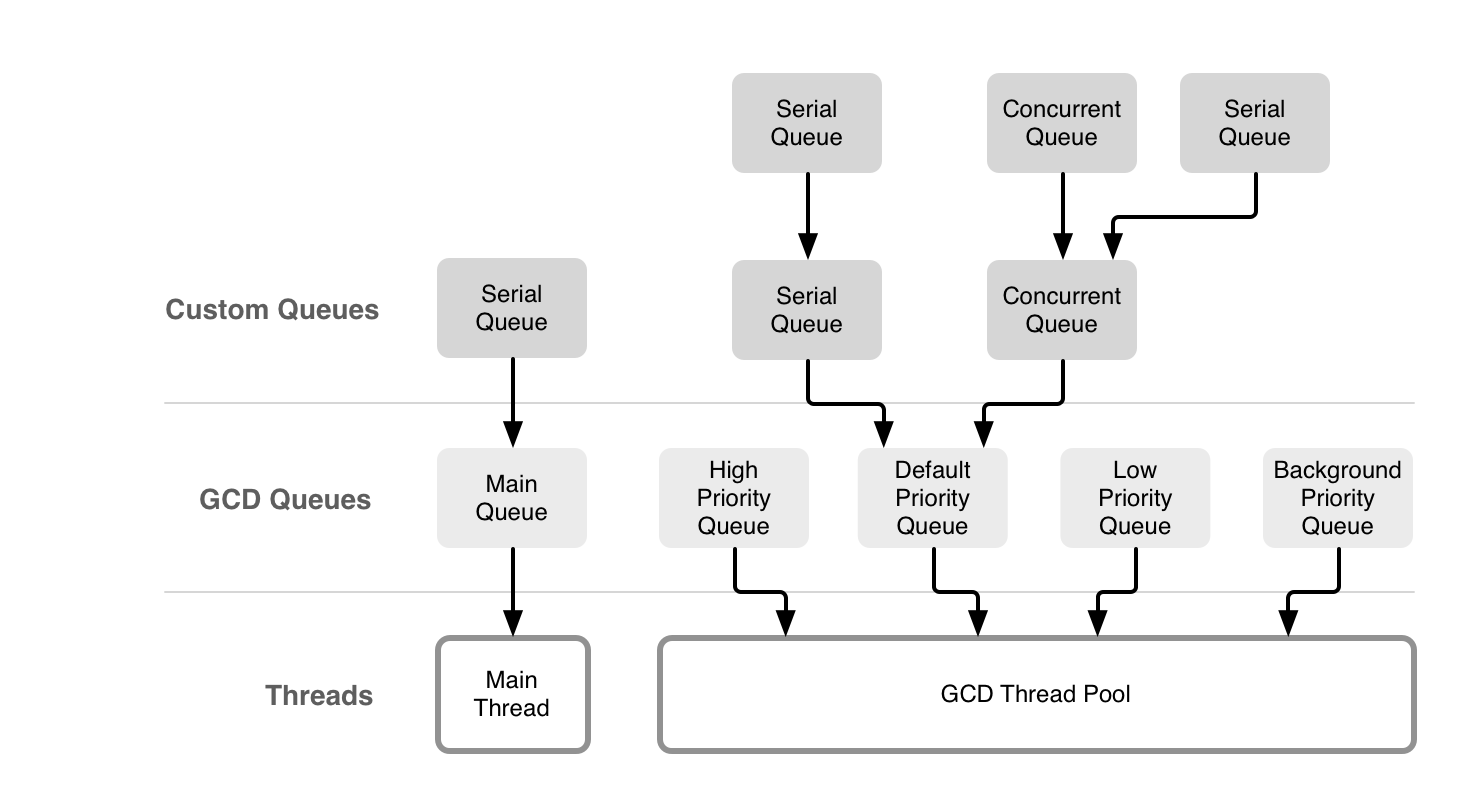 Serial
Queue
Concurrent
Queue
Serial
Queue
Custom Queues
Serial
Queue
Serial
Queue
Concurrent
Queue
GCD Queues
Main
Queue
High
Priority
Queue
Default
Priority
Queue
Low
Priority
Queue
Background
Priority
Queue
Threads
Main
Thread
GCD Thread Pool